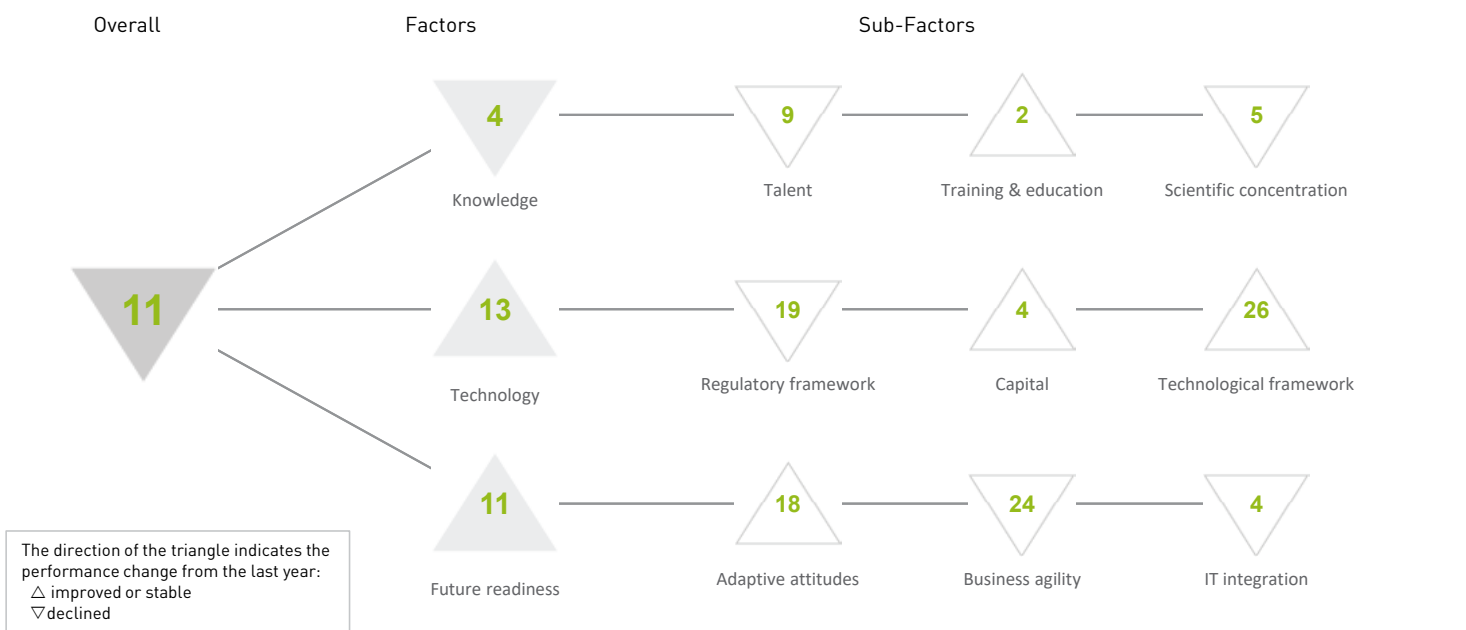 Overall
Factors
Sub-Factors
4
9
2
5
Knowledge
Talent
Training & education
Scientific concentration
11
13
19
4
26
Technology
Regulatory framework
Capital
Technological framework
11
18
24
4
Future readiness
Adaptive attitudes
Business agility
IT integration
The direction of the triangle indicates the
performance change from the last year:
△ improved or stable
▽ declined